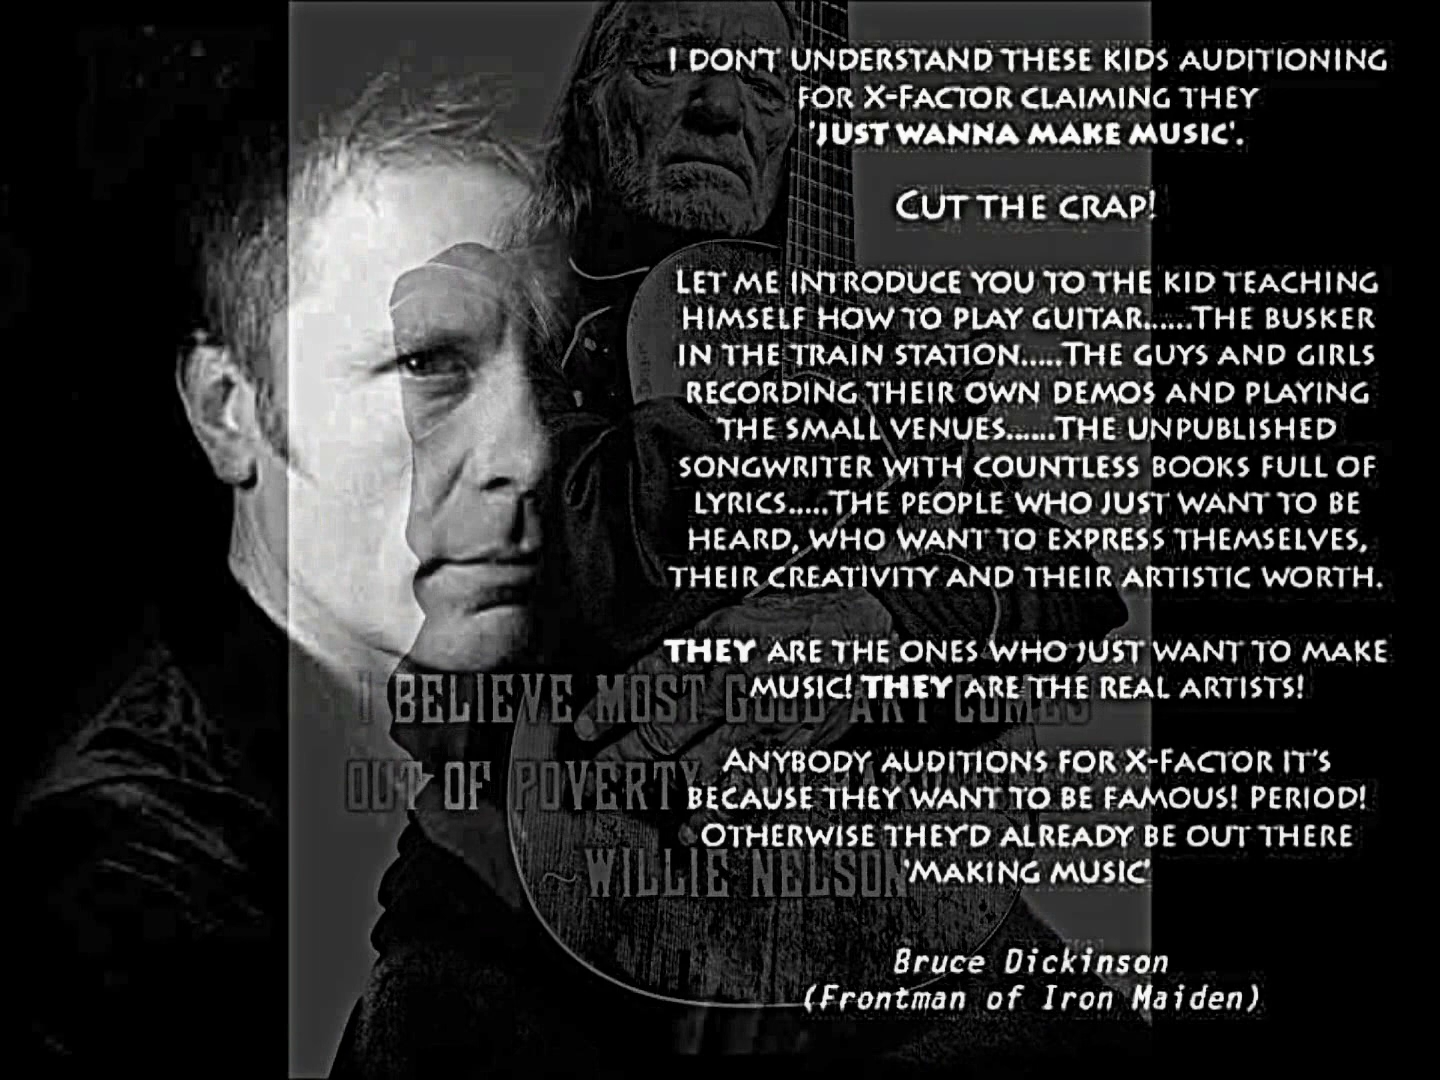 I DON'T UNDERSTAND THESE KIDS AUDITIONING
FOR X-FACTOR CLAIMING THEY
'JUST WANNA MAKE MUSIC'.
CUT THE CRAP!
LET ME INTRODUCE YOU TO THE KID TEACHING
HIMSELF HOW TO PLAY GUITAR......THE BUSKER
IN THE TRAIN STATION.....THE GUYS AND GIRLS
RECORDING THEIR OWN DEMOS AND PLAYING
THE SMALL VENUES......THE UNPUBLISHED
SONGWRITER WITH COUNTLESS BOOKS FULL OF
LYRICS.....THE PEOPLE WHO JUST WANT TO BE
HEARD, WHO WANT TO EXPRESS THEMSELVES,
THEIR CREATIVITY AND THEIR ARTISTIC WORTH.
THEY ARE THE ONES WHO JUST WANT TO MAKE
MUSIC! THEY ARE THE REAL ARTISTS!
ANYBODY AUDITIONS FOR X-FACTOR IT'S
BECAUSE THEY WANT TO BE FAMOUS! PERIOD!
OTHERWISE THEY'D ALREADY BE OUT THERE
'MAKING MUSIC'
Bruce Dickinson
(Frontman of Iron Maiden)
I BELIEVE MOST GOOD ART COMES
OUT OF POVERTY
~ WILLIE NELSON